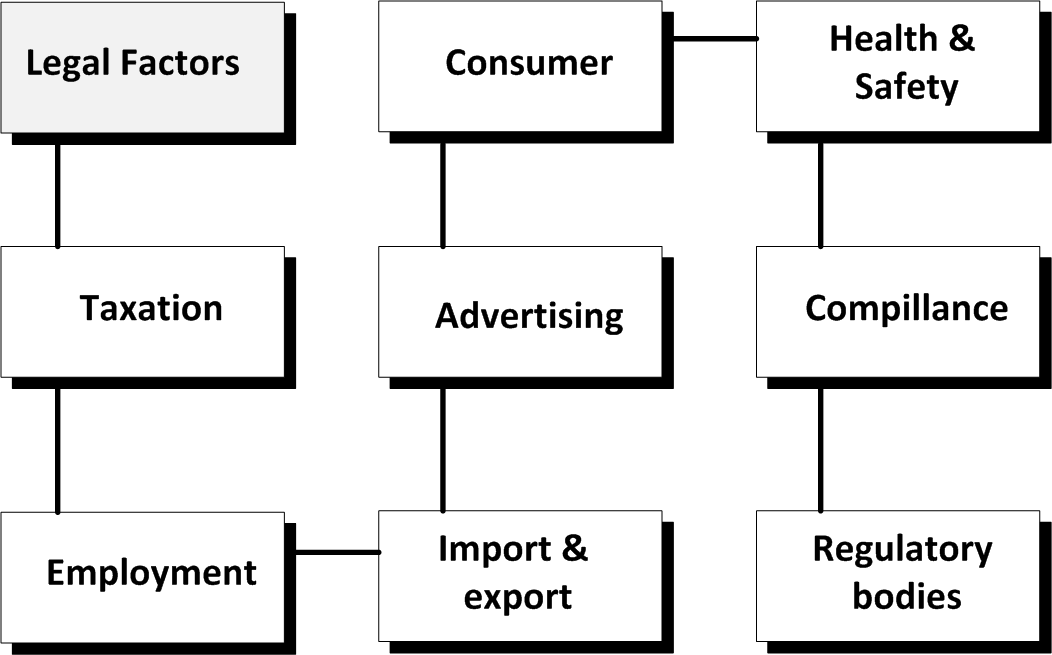 Legal Factors
Consumer
Health &
Safety
Taxation
Advertising
Compillance
Employment
Import &
export
Regulatory
bodies